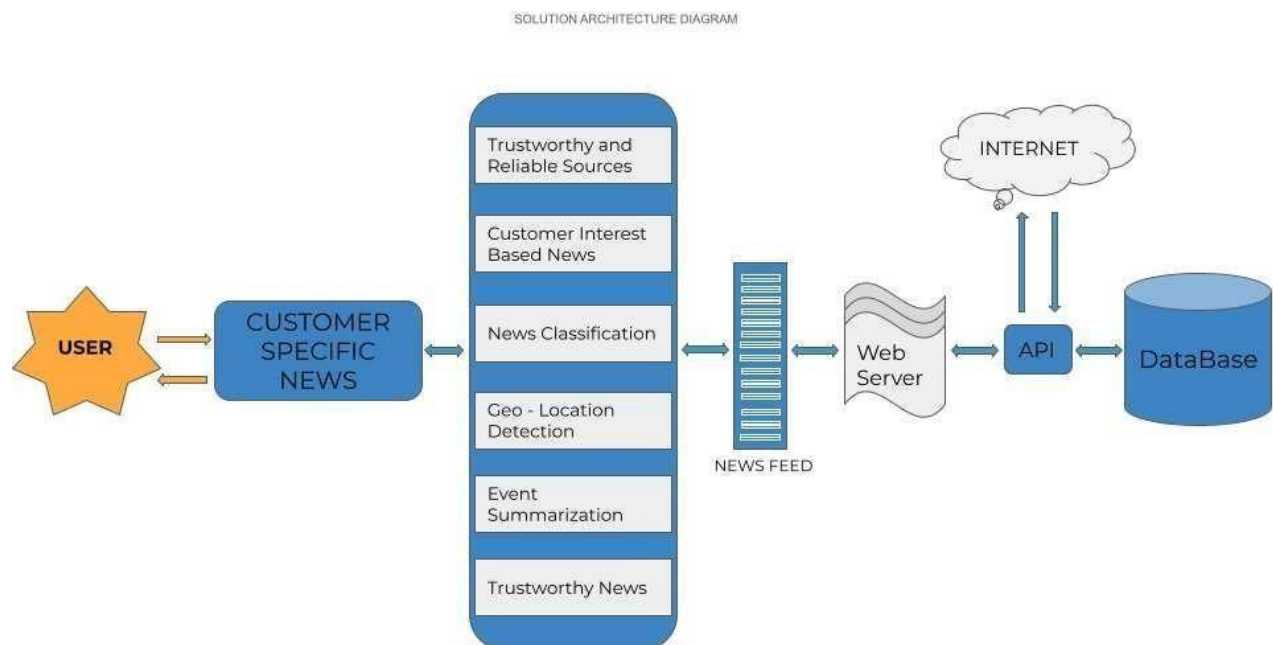 SOLUTION ARCHITECTURE DIAGRAM
USER
CUSTOMER
SPECIFIC
NEWS
Trustworthy and
Reliable Sources
Customer Interest
Based News
News Classification
Geo - Location
Detection
Event
Summarization
Trustworthy News
NEWS FEED
Web
Server
INTERNET
API
DataBase